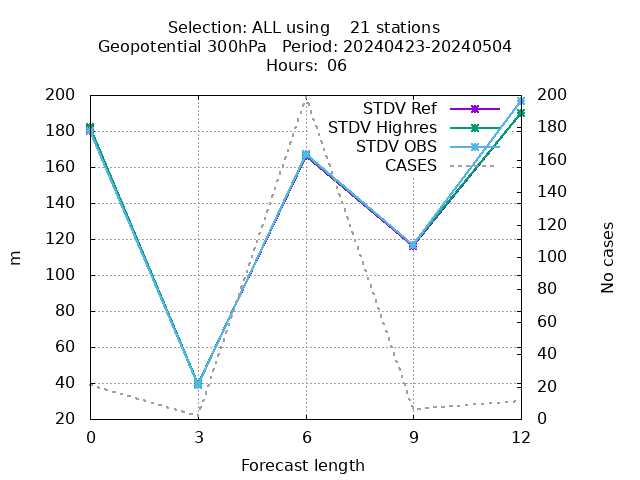 Selection: ALL using    21 stations
Geopotential 300hPa   Period: 20240423-20240504
Hours: 06
STDV Ref
STDV Highres
STDV OBS
CASES
200
180
160
140
120
100
80
60
40
20
m
200
180
160
140
120
100
80
60
40
20
0
No cases
0 3 6 9 12
Forecast length